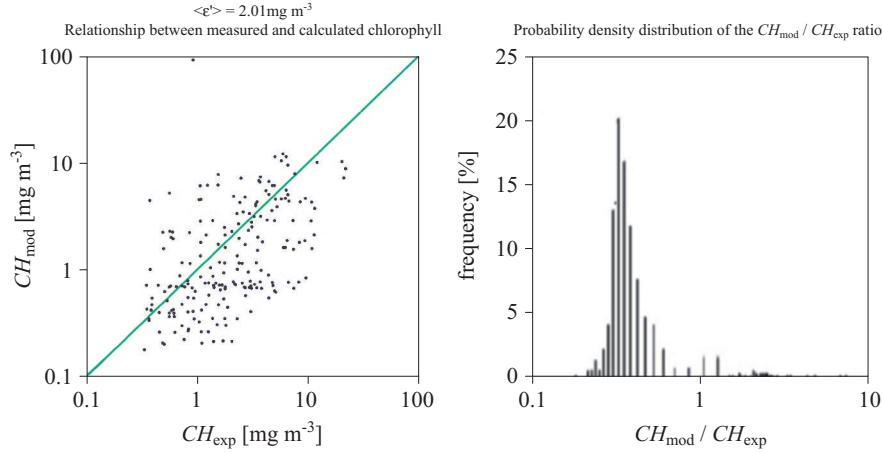 <ε'> = 2.01mg m⁻³
Relationship between measured and calculated chlorophyll
100
10
1
0.1
CHmod [mg m⁻³]
0.1
1
10
100
CHexp [mg m⁻³]
Probability density distribution of the CHmod / CHexp ratio
25
20
15
10
5
0
frequency [%]
0.1
1
10
CHmod / CHexp